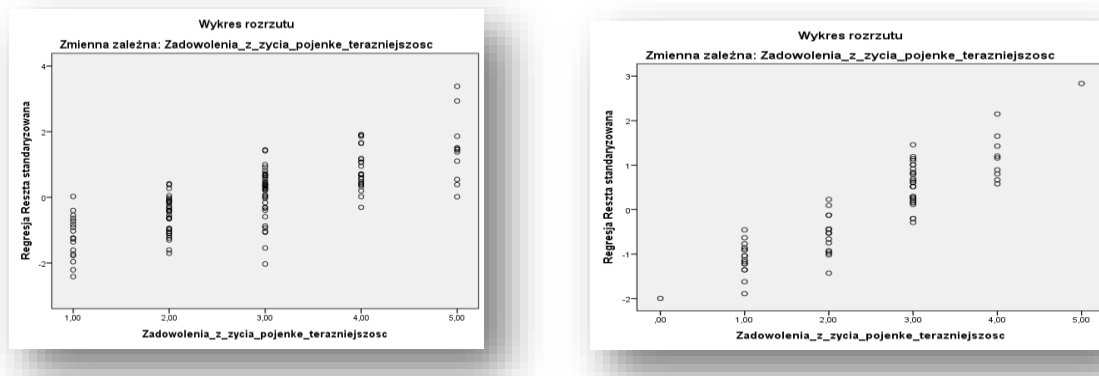 Wykres rozrzutu
Zmienna zależna: Zadowolenia_z_zycia_pojenke_terazniejszosc
Regresja Reszta standaryzowana
4
2
0
-2
1,00 2,00 3,00 4,00 5,00
Zadowolenia_z_zycia_pojenke_terazniejszosc
Wykres rozrzutu
Zmienna zależna: Zadowolenia_z_zycia_pojenke_terazniejszosc
Regresja Reszta standaryzowana
3
2
1
0
-1
-2
,00 1,00 2,00 3,00 4,00 5,00
Zadowolenia_z_zycia_pojenke_terazniejszosc